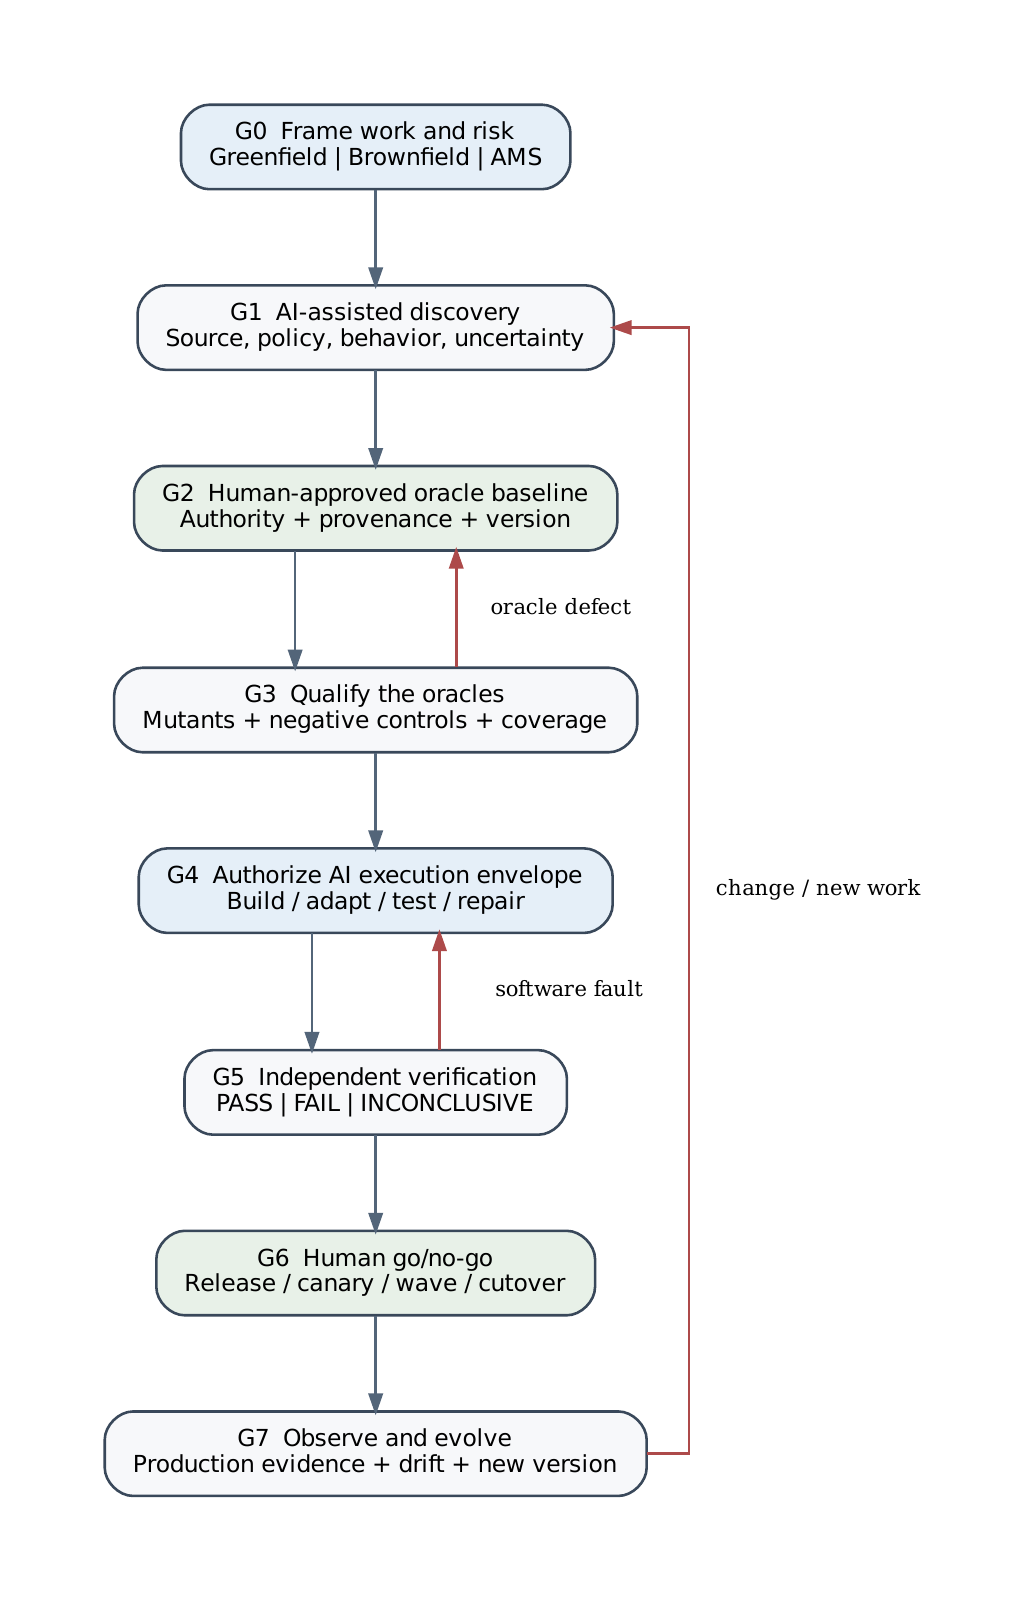 G0  Frame work and risk
Greenfield | Brownfield | AMS
G1  AI-assisted discovery
Source, policy, behavior, uncertainty
G2  Human-approved oracle baseline
Authority + provenance + version
oracle defect
G3  Qualify the oracles
Mutants + negative controls + coverage
G4  Authorize AI execution envelope
Build / adapt / test / repair
change / new work
software fault
G5  Independent verification
PASS | FAIL | INCONCLUSIVE
G6  Human go/no-go
Release / canary / wave / cutover
G7  Observe and evolve
Production evidence + drift + new version